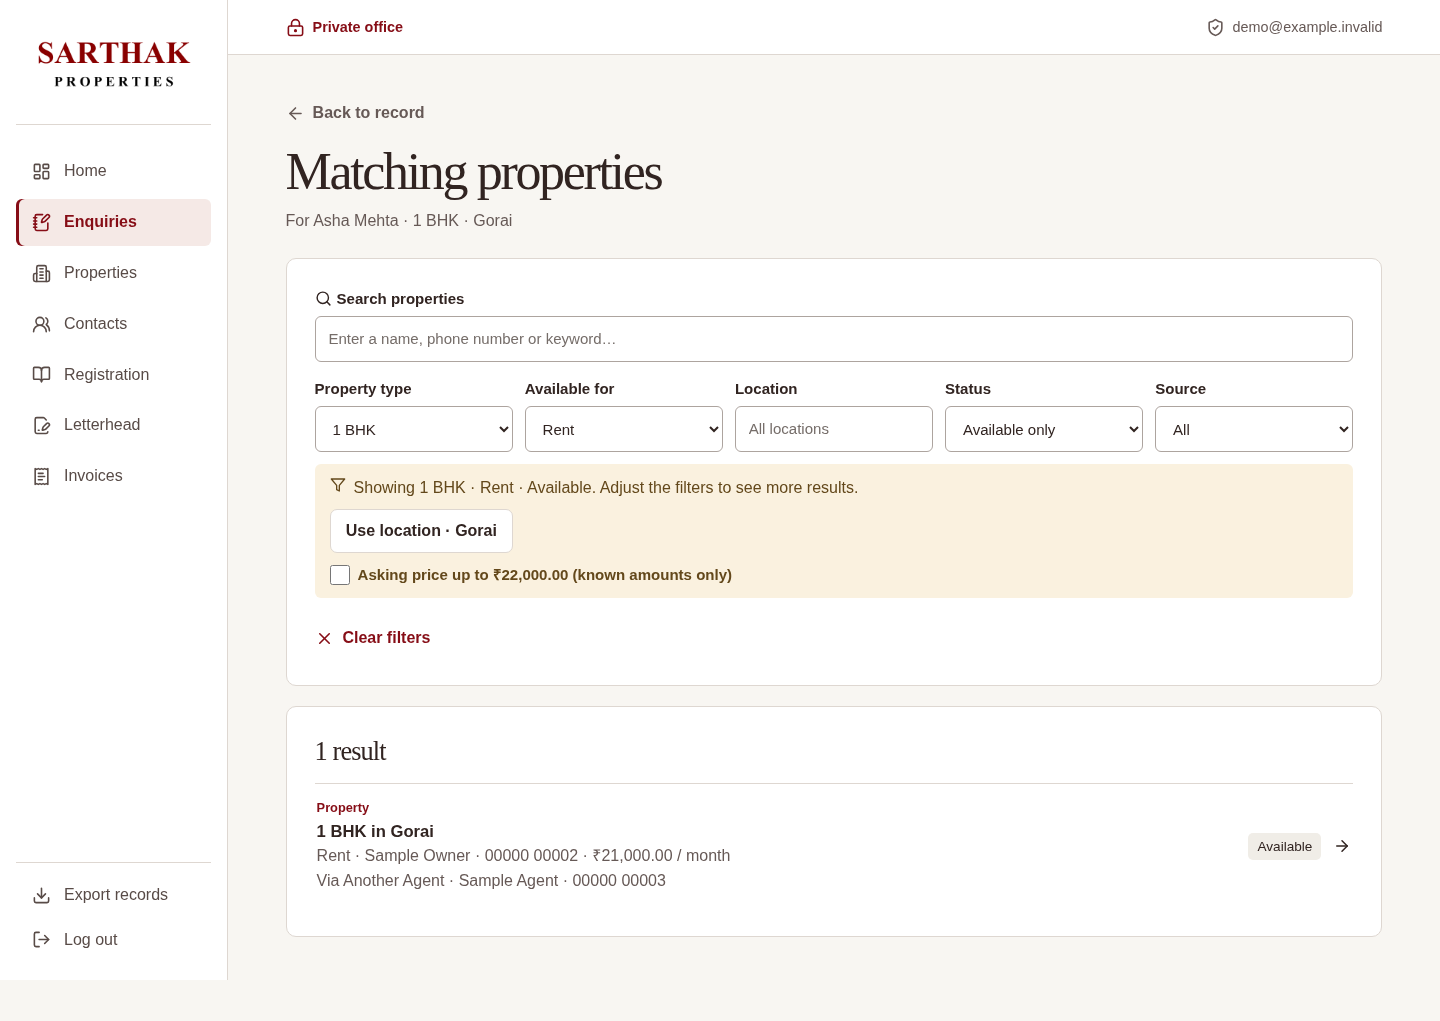 SARTHAK
PROPERTIES
Home
Enquiries
Properties
Contacts
Registration
Letterhead
Invoices
Export records
Log out
Private office
demo@example.invalid
Back to record
Matching properties
For Asha Mehta · 1 BHK · Gorai
Search properties
Enter a name, phone number or keyword…
Property type
Available for
Location
Status
Source
1 BHK
Rent
All locations
Available only
All
Showing 1 BHK · Rent · Available. Adjust the filters to see more results.
Use location · Gorai
Asking price up to ₹22,000.00 (known amounts only)
Clear filters
1 result
Property
1 BHK in Gorai
Rent · Sample Owner · 00000 00002 · ₹21,000.00 / month
Via Another Agent · Sample Agent · 00000 00003
Available